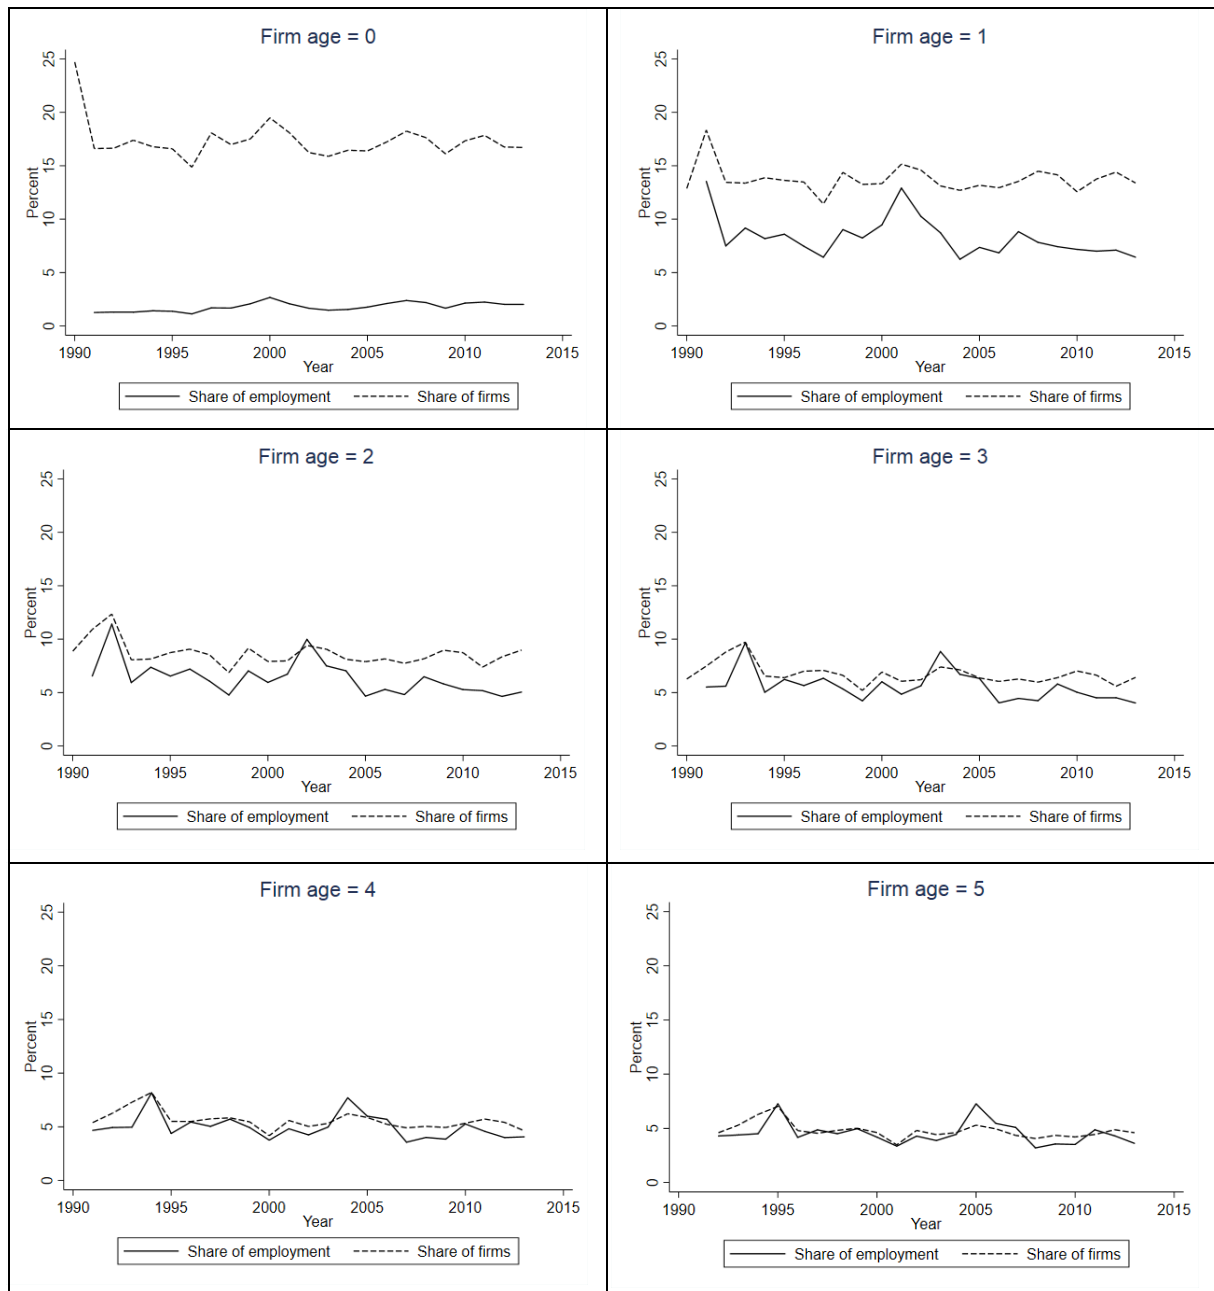 Firm age = 0
Percent
25
20
15
10
5
0
1990 1995 2000 2005 2010 2015
Year
Share of employment Share of firms
Firm age = 1
Percent
25
20
15
10
5
0
1990 1995 2000 2005 2010 2015
Year
Share of employment Share of firms
Firm age = 2
Percent
25
20
15
10
5
0
1990 1995 2000 2005 2010 2015
Year
Share of employment Share of firms
Firm age = 3
Percent
25
20
15
10
5
0
1990 1995 2000 2005 2010 2015
Year
Share of employment Share of firms
Firm age = 4
Percent
25
20
15
10
5
0
1990 1995 2000 2005 2010 2015
Year
Share of employment Share of firms
Firm age = 5
Percent
25
20
15
10
5
0
1990 1995 2000 2005 2010 2015
Year
Share of employment Share of firms